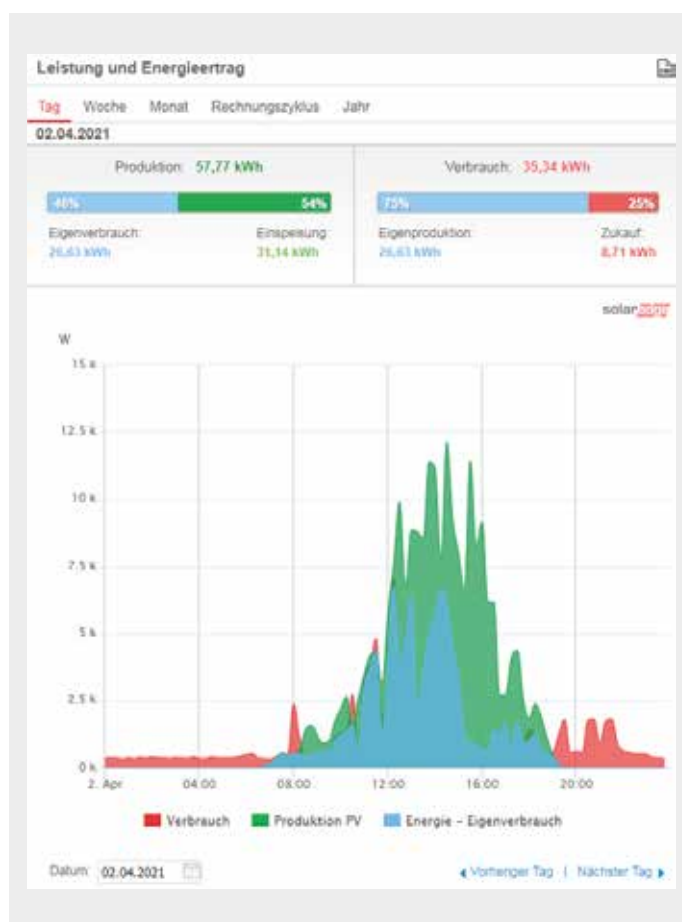 Leistung und Energieertrag
Tag Woche Monat Rechnungszyklus Jahr
02.04.2021
Produktion: 57,77 kWh Verbrauch: 35,34 kWh
46% 54% 75% 25%
Eigenverbrauch: Einspeisung: Eigenproduktion: Zukauf:
26,63 kWh 31,14 kWh 26,63 kWh 8,71 kWh
solaredge
W
15 k
12.5 k
10 k
7.5 k
5 k
2.5 k
0 k
2. Apr 04:00 08:00 12:00 16:00 20:00
Verbrauch Produktion PV Energie – Eigenverbrauch
Datum: 02.04.2021 Vorheriger Tag | Nächster Tag